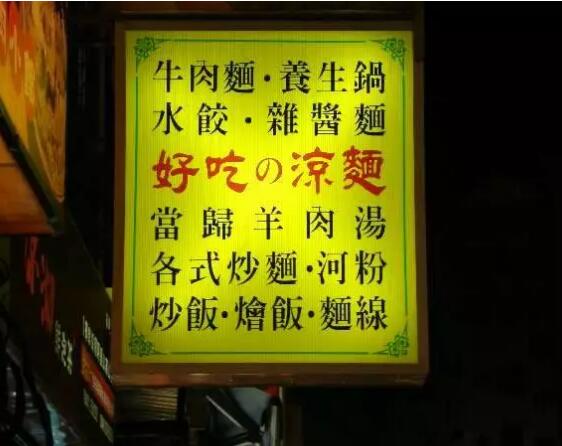 牛肉麵·養生鍋
水餃·雜醬麵
好吃の涼麵
當歸羊肉湯
各式炒麵·河粉
炒飯·燴飯·麵線